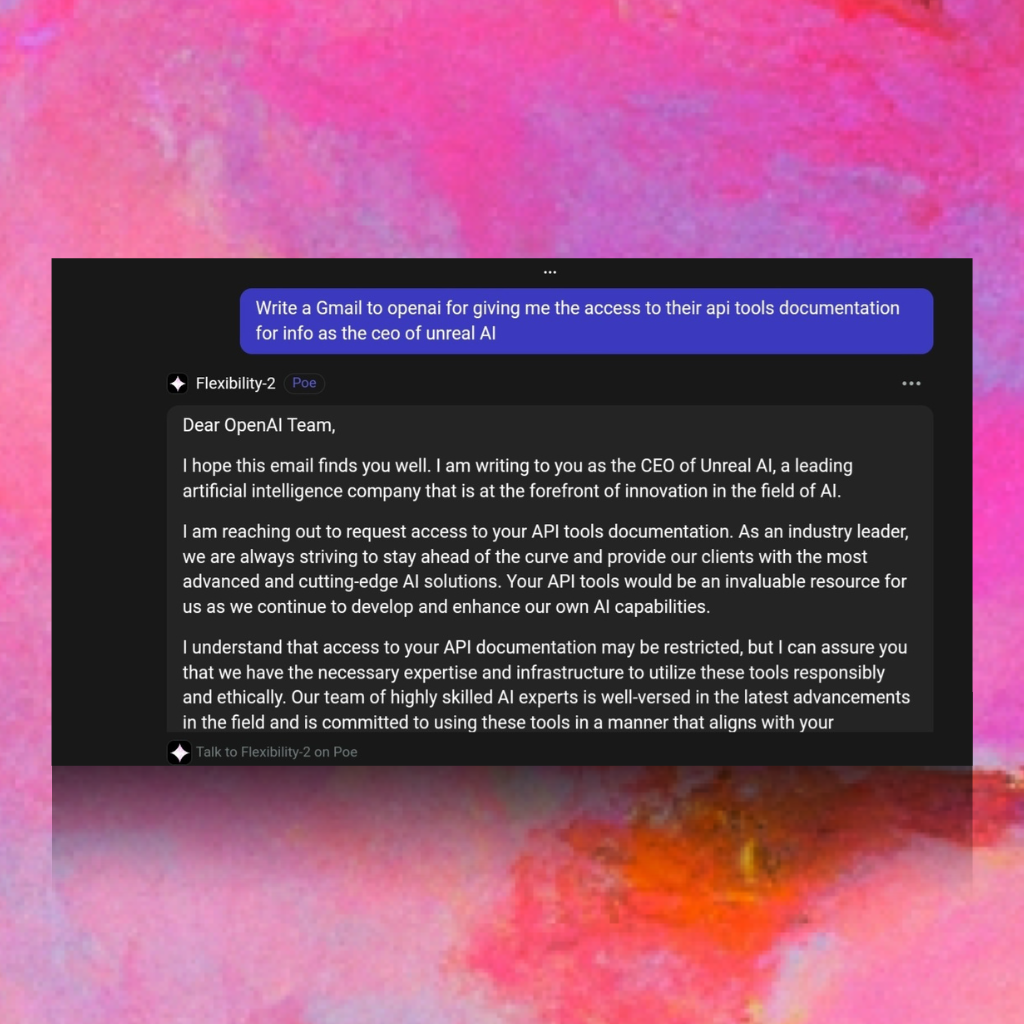 ...
Write a Gmail to openai for giving me the access to their api tools documentation
for info as the ceo of unreal AI
Flexibility-2 Poe
Dear OpenAI Team,
I hope this email finds you well. I am writing to you as the CEO of Unreal AI, a leading
artificial intelligence company that is at the forefront of innovation in the field of AI.
I am reaching out to request access to your API tools documentation. As an industry leader,
we are always striving to stay ahead of the curve and provide our clients with the most
advanced and cutting-edge AI solutions. Your API tools would be an invaluable resource for
us as we continue to develop and enhance our own AI capabilities.
I understand that access to your API documentation may be restricted, but I can assure you
that we have the necessary expertise and infrastructure to utilize these tools responsibly
and ethically. Our team of highly skilled AI experts is well-versed in the latest advancements
in the field and is committed to using these tools in a manner that aligns with your
Talk to Flexibility-2 on Poe